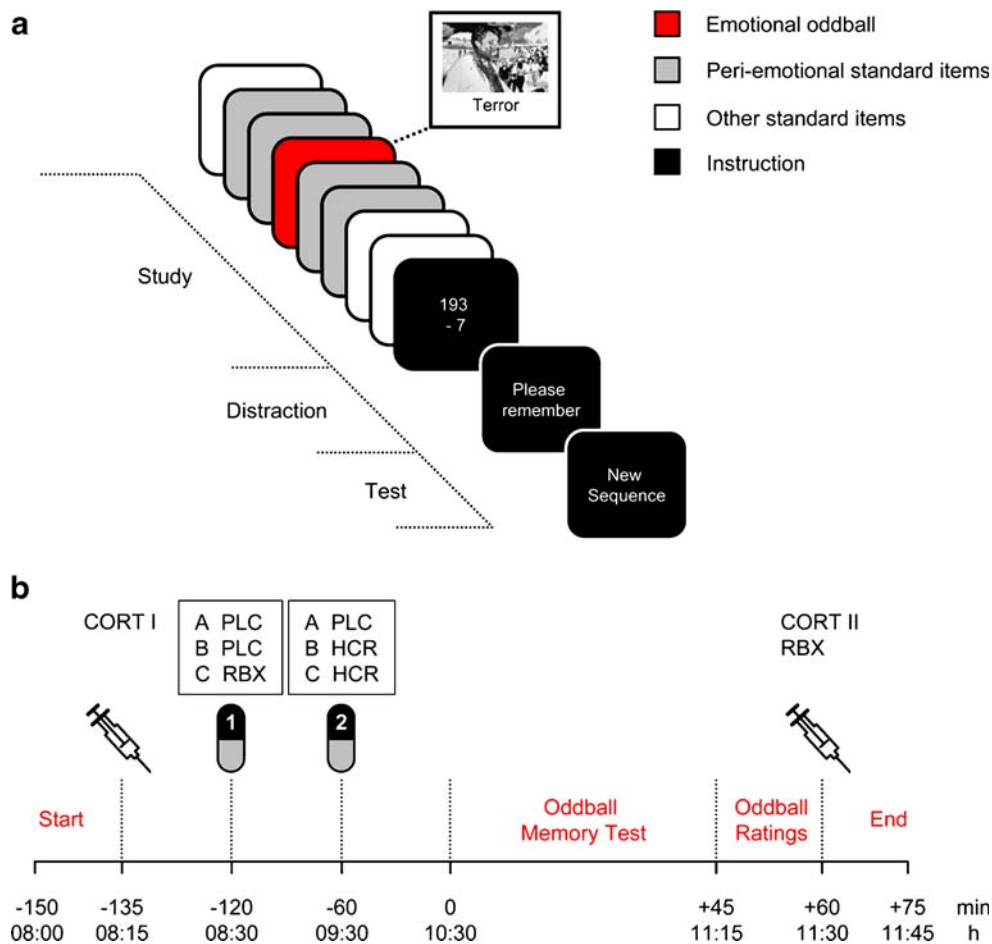 a
Terror
Emotional oddball
Peri-emotional standard items
Other standard items
Instruction
Study
Distraction
Test
193
- 7
Please
remember
New
Sequence
b
CORT I
A PLC
B PLC
C RBX
A PLC
B HCR
C HCR
CORT II
RBX
1
2
Start
Oddball
Memory Test
Oddball
Ratings
End
-150 -135 -120 -60 0 +45 +60 +75 min
08:00 08:15 08:30 09:30 10:30 11:15 11:30 11:45 h